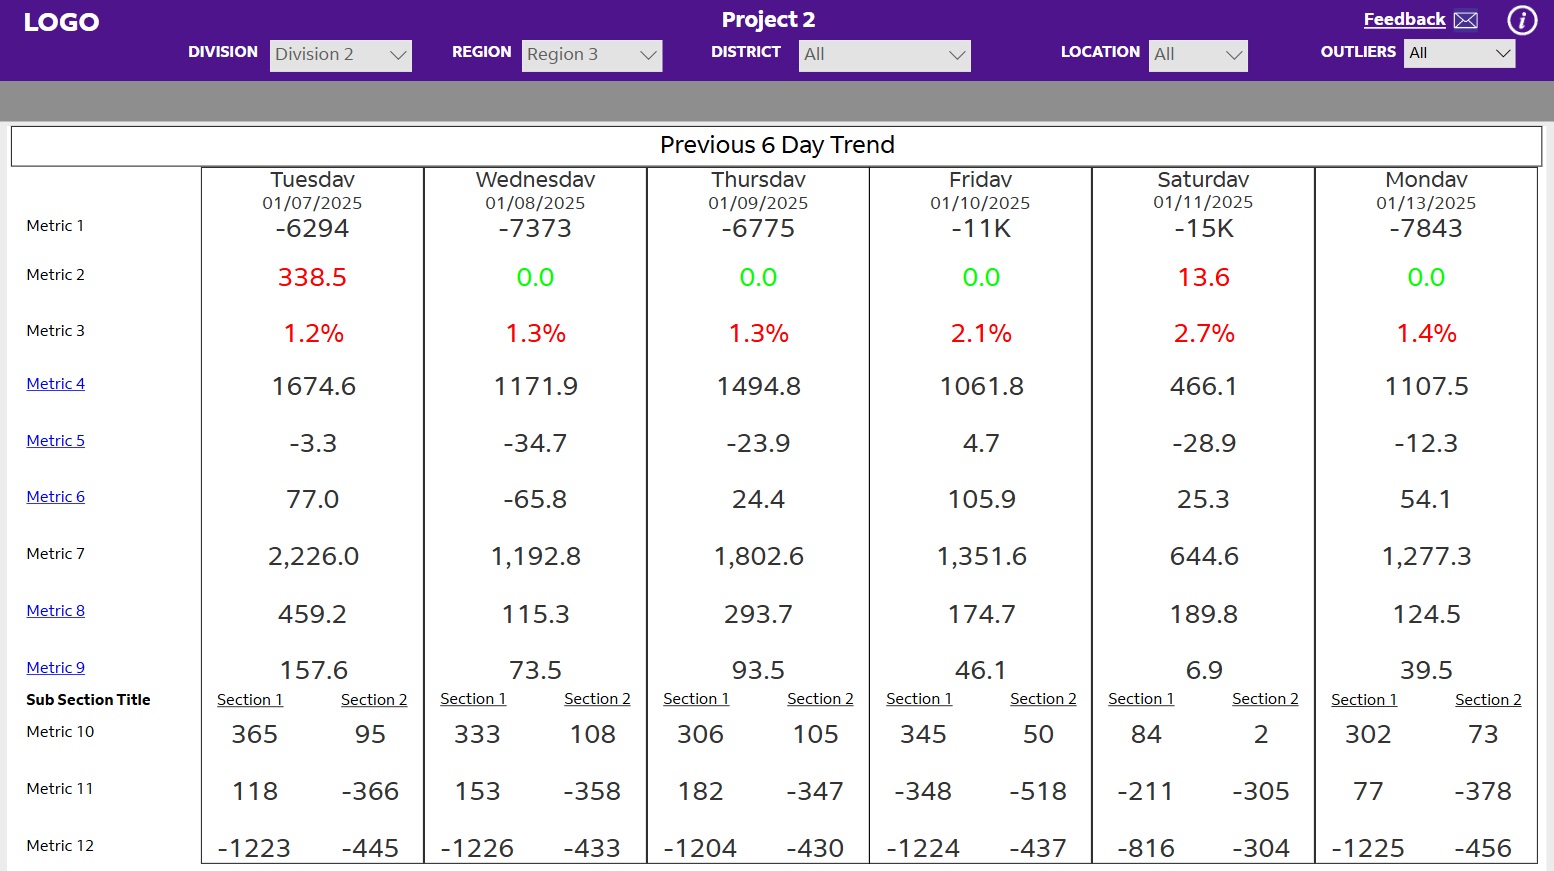 LOGO
Project 2
Feedback
DIVISION Division 2 REGION Region 3 DISTRICT All LOCATION All OUTLIERS All
Previous 6 Day Trend
Tuesday Wednesday Thursday Friday Saturday Monday
01/07/2025 01/08/2025 01/09/2025 01/10/2025 01/11/2025 01/13/2025
Metric 1 -6294 -7373 -6775 -11K -15K -7843
Metric 2 338.5 0.0 0.0 0.0 13.6 0.0
Metric 3 1.2% 1.3% 1.3% 2.1% 2.7% 1.4%
Metric 4 1674.6 1171.9 1494.8 1061.8 466.1 1107.5
Metric 5 -3.3 -34.7 -23.9 4.7 -28.9 -12.3
Metric 6 77.0 -65.8 24.4 105.9 25.3 54.1
Metric 7 2,226.0 1,192.8 1,802.6 1,351.6 644.6 1,277.3
Metric 8 459.2 115.3 293.7 174.7 189.8 124.5
Metric 9 157.6 73.5 93.5 46.1 6.9 39.5
Sub Section Title Section 1 Section 2 Section 1 Section 2 Section 1 Section 2 Section 1 Section 2 Section 1 Section 2 Section 1 Section 2
Metric 10 365 95 333 108 306 105 345 50 84 2 302 73
Metric 11 118 -366 153 -358 182 -347 -348 -518 -211 -305 77 -378
Metric 12 -1223 -445 -1226 -433 -1204 -430 -1224 -437 -816 -304 -1225 -456